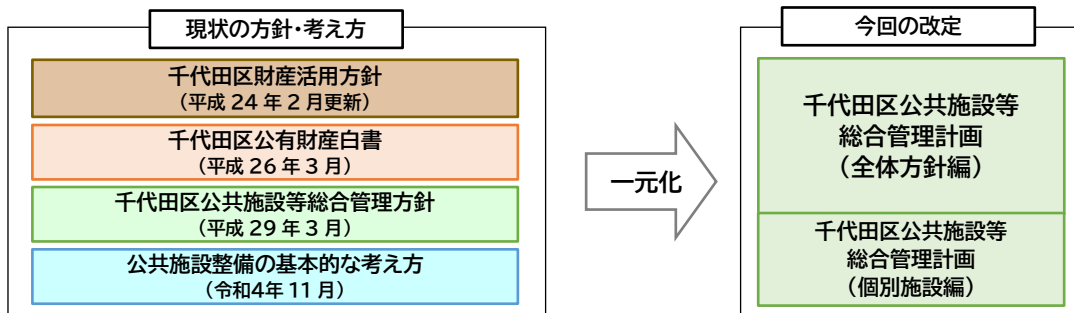 現状の方針・考え方
千代田区財産活用方針
（平成 24 年 2 月更新）
千代田区公有財産白書
（平成 26 年 3 月）
千代田区公共施設等総合管理方針
（平成 29 年 3 月）
公共施設整備の基本的な考え方
（令和4年 11 月）
一元化
今回の改定
千代田区公共施設等
総合管理計画
（全体方針編）
千代田区公共施設等
総合管理計画
（個別施設編）